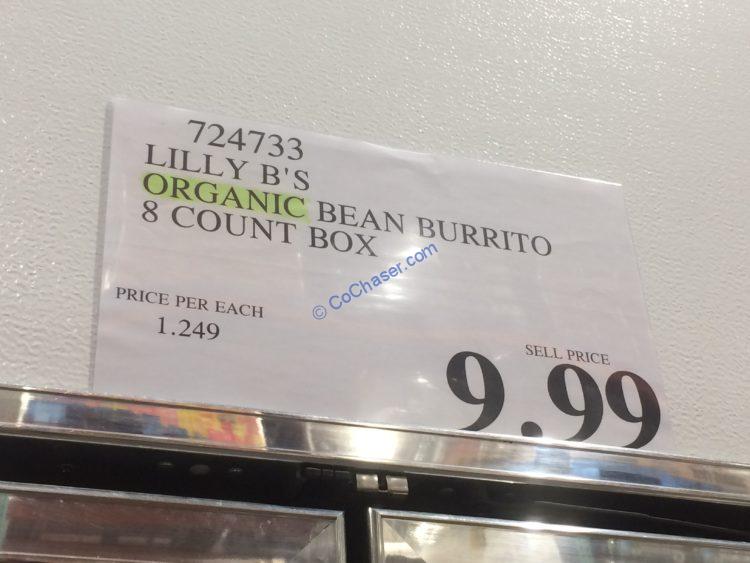 724733
LILLY B'S
ORGANIC BEAN BURRITO
8 COUNT BOX
© CoChaser.com
PRICE PER EACH
1.249
SELL PRICE
9.99